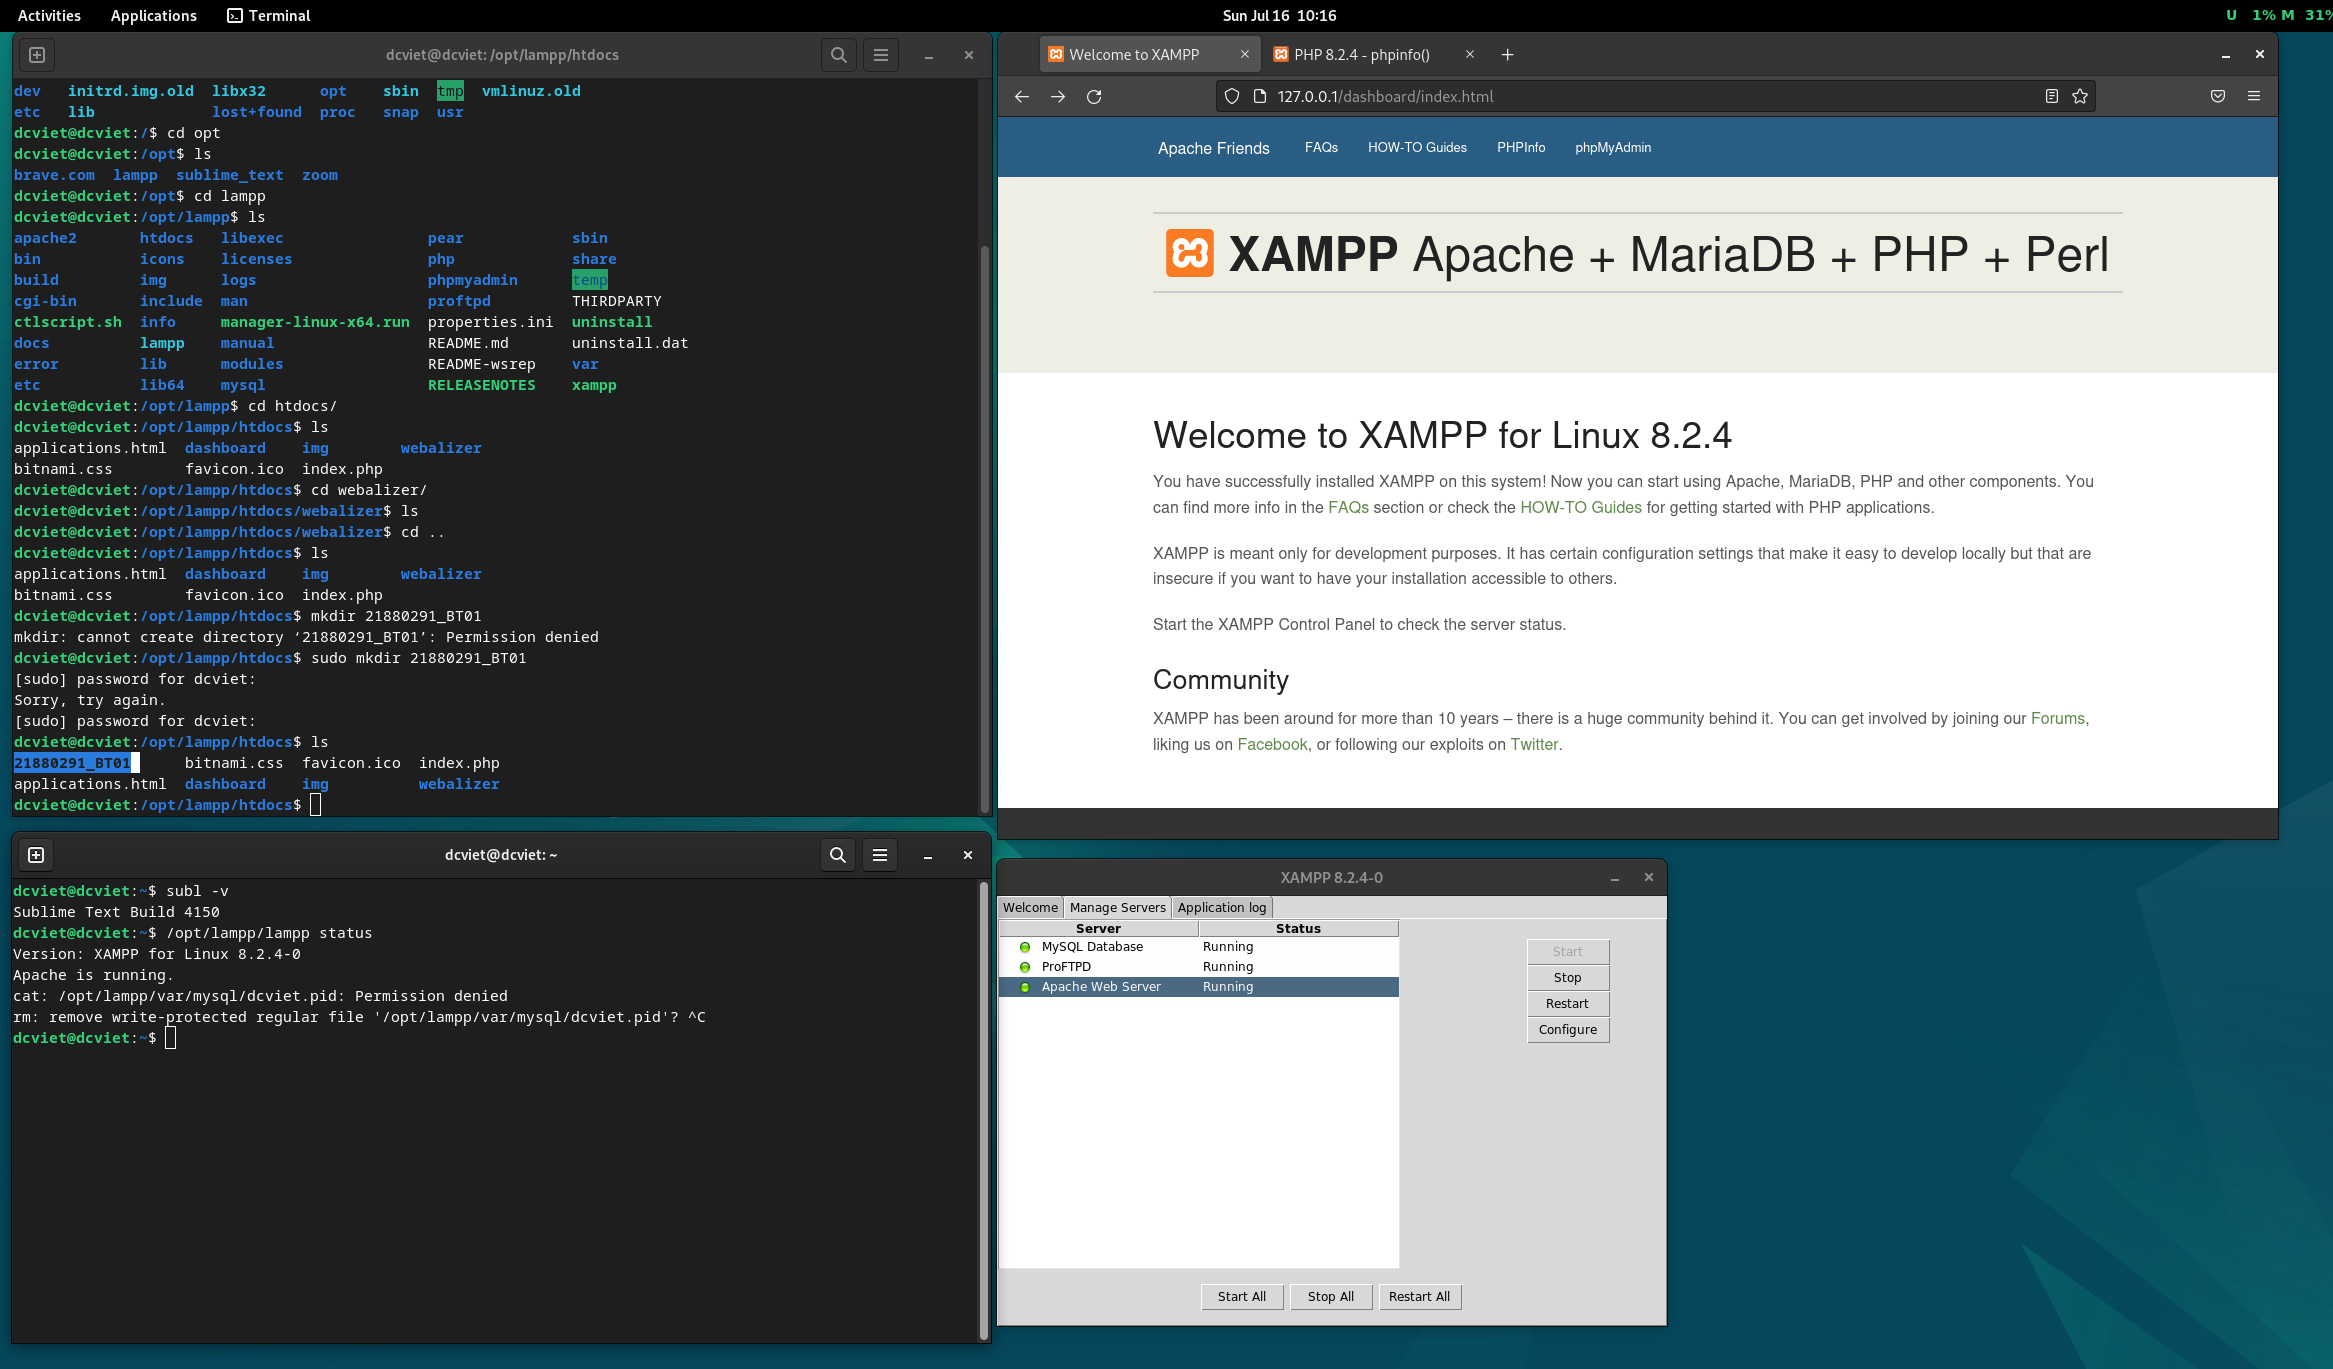 Activities Applications Terminal Sun Jul 16 10:16 U 1% M 31%
dcviet@dcviet: /opt/lampp/htdocs
dev initrd.img.old libx32 opt sbin tmp vmlinuz.old
etc lib lost+found proc snap usr
dcviet@dcviet:/$ cd opt
dcviet@dcviet:/opt$ ls
brave.com lampp sublime_text zoom
dcviet@dcviet:/opt$ cd lampp
dcviet@dcviet:/opt/lampp$ ls
apache2 htdocs libexec pear sbin
bin icons licenses php share
build img logs phpmyadmin temp
cgi-bin include man proftpd THIRDPARTY
ctlscript.sh info manager-linux-x64.run properties.ini uninstall
docs lampp manual README.md uninstall.dat
error lib modules README-wsrep var
etc lib64 mysql RELEASENOTES xampp
dcviet@dcviet:/opt/lampp$ cd htdocs/
dcviet@dcviet:/opt/lampp/htdocs$ ls
applications.html dashboard img webalizer
bitnami.css favicon.ico index.php
dcviet@dcviet:/opt/lampp/htdocs$ cd webalizer/
dcviet@dcviet:/opt/lampp/htdocs/webalizer$ ls
dcviet@dcviet:/opt/lampp/htdocs/webalizer$ cd ..
dcviet@dcviet:/opt/lampp/htdocs$ ls
applications.html dashboard img webalizer
bitnami.css favicon.ico index.php
dcviet@dcviet:/opt/lampp/htdocs$ mkdir 21880291_BT01
mkdir: cannot create directory ‘21880291_BT01’: Permission denied
dcviet@dcviet:/opt/lampp/htdocs$ sudo mkdir 21880291_BT01
[sudo] password for dcviet:
Sorry, try again.
[sudo] password for dcviet:
dcviet@dcviet:/opt/lampp/htdocs$ ls
21880291_BT01 bitnami.css favicon.ico index.php
applications.html dashboard img webalizer
dcviet@dcviet:/opt/lampp/htdocs$
dcviet@dcviet: ~
dcviet@dcviet:~$ subl -v
Sublime Text Build 4150
dcviet@dcviet:~$ /opt/lampp/lampp status
Version: XAMPP for Linux 8.2.4-0
Apache is running.
cat: /opt/lampp/var/mysql/dcviet.pid: Permission denied
rm: remove write-protected regular file '/opt/lampp/var/mysql/dcviet.pid'? ^C
dcviet@dcviet:~$
Welcome to XAMPP PHP 8.2.4 - phpinfo()
127.0.0.1/dashboard/index.html
Apache Friends FAQs HOW-TO Guides PHPInfo phpMyAdmin
XAMPP Apache + MariaDB + PHP + Perl
Welcome to XAMPP for Linux 8.2.4
You have successfully installed XAMPP on this system! Now you can start using Apache, MariaDB, PHP and other components. You
can find more info in the FAQs section or check the HOW-TO Guides for getting started with PHP applications.
XAMPP is meant only for development purposes. It has certain configuration settings that make it easy to develop locally but that are
insecure if you want to have your installation accessible to others.
Start the XAMPP Control Panel to check the server status.
Community
XAMPP has been around for more than 10 years – there is a huge community behind it. You can get involved by joining our Forums,
liking us on Facebook, or following our exploits on Twitter.
XAMPP 8.2.4-0
Welcome Manage Servers Application log
Server Status
MySQL Database Running
ProFTPD Running
Apache Web Server Running
Start
Stop
Restart
Configure
Start All Stop All Restart All